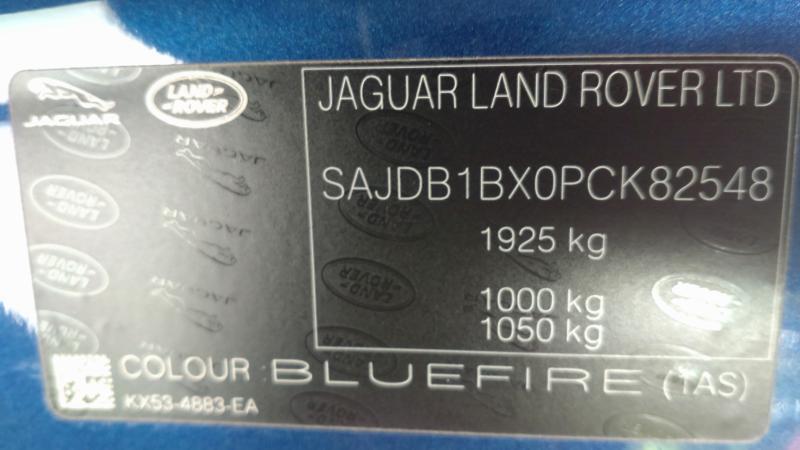 JAGUAR
LAND ROVER
JAGUAR LAND ROVER LTD
SAJDB1BX0PCK82548
1925 kg
1000 kg
1050 kg
COLOUR : BLUEFIRE (1AS)
KX53-4883-EA